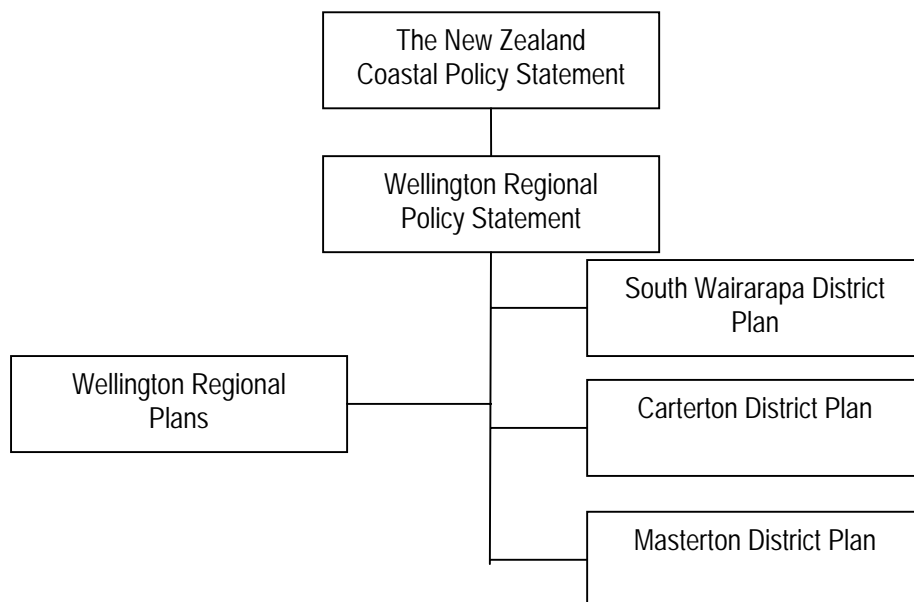 The New Zealand
Coastal Policy Statement
Wellington Regional
Policy Statement
South Wairarapa District
Plan
Wellington Regional
Plans
Carterton District Plan
Masterton District Plan